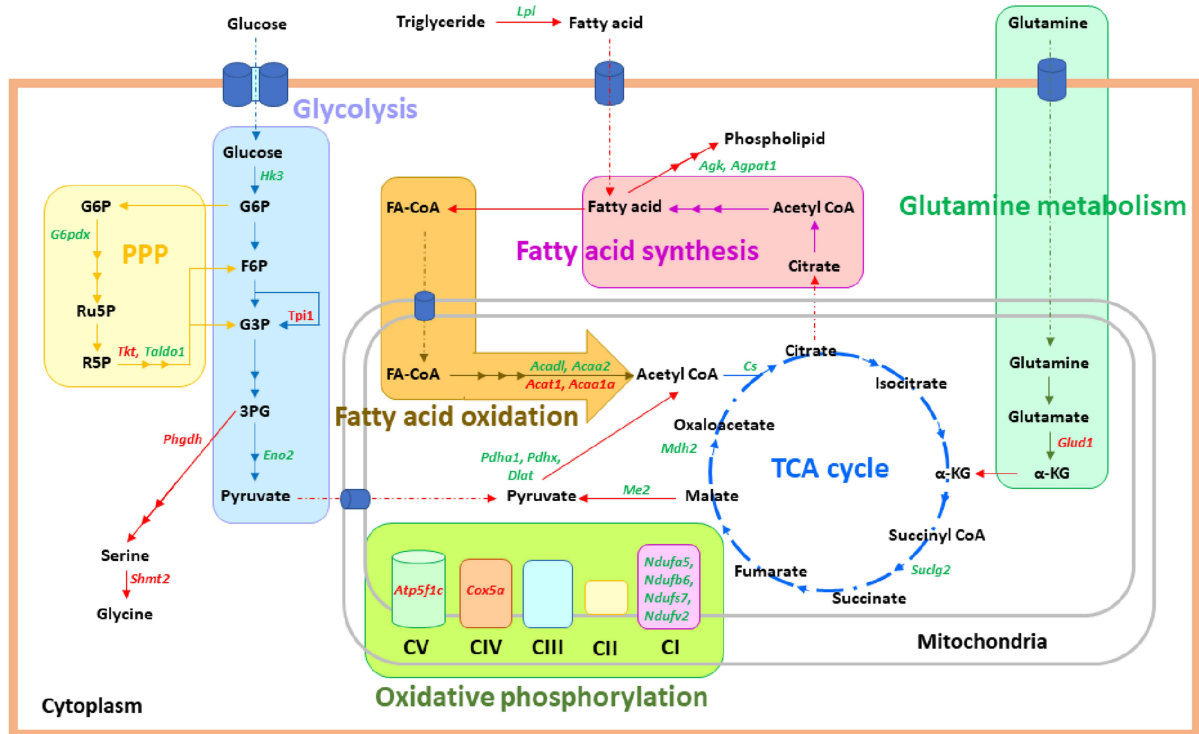 Glucose
Triglyceride
Lpl
Fatty acid
Glutamine
Glycolysis
Glucose
Hk3
G6P
G6P
G6pdx
PPP
F6P
Ru5P
Tpi1
G3P
R5P
Tkt, Taldo1
3PG
Phgdh
Eno2
Pyruvate
Serine
Shmt2
Glycine
Phospholipid
Agk, Agpat1
FA-CoA
Fatty acid
Acetyl CoA
Fatty acid synthesis
Citrate
Glutamine metabolism
FA-CoA
Acadl, Acaa2
Acat1, Acaa1a
Fatty acid oxidation
Acetyl CoA
Cs
Citrate
Isocitrate
Oxaloacetate
Mdh2
TCA cycle
α-KG
Glutamine
Glutamate
Glud1
α-KG
Pdha1, Pdhx,
Dlat
Pyruvate
Me2
Malate
Succinyl CoA
Suclg2
Fumarate
Succinate
Atp5f1c
Cox5a
Ndufa5,
Ndufb6,
Ndufs7,
Ndufv2
CV
CIV
CIII
CII
CI
Mitochondria
Oxidative phosphorylation
Cytoplasm